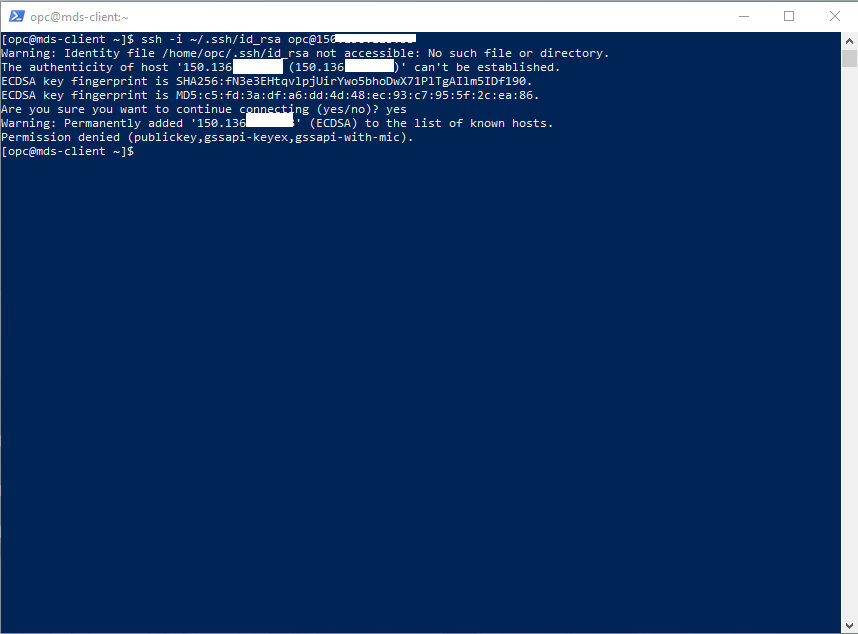 opc@mds-client:~
[opc@mds-client ~]$ ssh -i ~/.ssh/id_rsa opc@150
Warning: Identity file /home/opc/.ssh/id_rsa not accessible: No such file or directory.
The authenticity of host '150.136 (150.136 )' can't be established.
ECDSA key fingerprint is SHA256:fN3e3EHtqvlpjUirYwo5bhoDwX71PlTgAIlm5IDf190.
ECDSA key fingerprint is MD5:c5:fd:3a:df:a6:dd:4d:48:ec:93:c7:95:5f:2c:ea:86.
Are you sure you want to continue connecting (yes/no)? yes
Warning: Permanently added '150.136 ' (ECDSA) to the list of known hosts.
Permission denied (publickey,gssapi-keyex,gssapi-with-mic).
[opc@mds-client ~]$